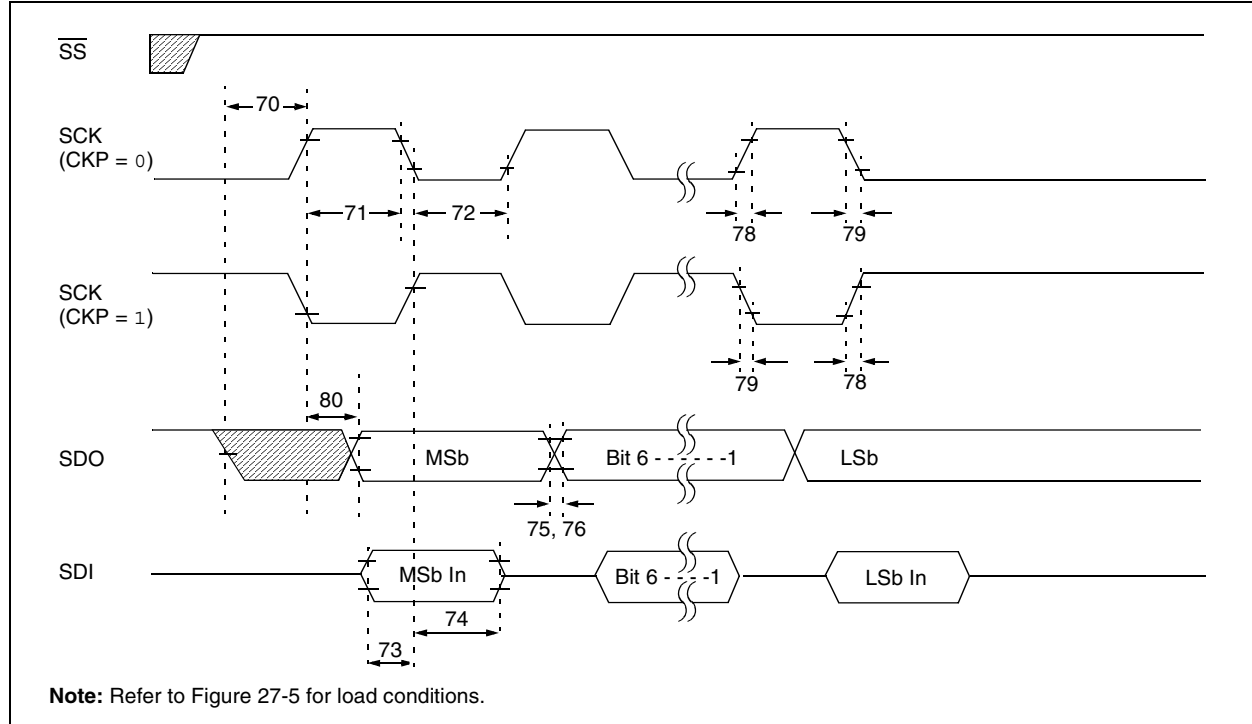 SS
70
SCK
(CKP = 0)
71
72
78
79
SCK
(CKP = 1)
79
78
80
SDO
MSb
Bit 6 - - - - - -1
LSb
75, 76
SDI
MSb In
Bit 6 - - - - -1
LSb In
74
73
Note: Refer to Figure 27-5 for load conditions.